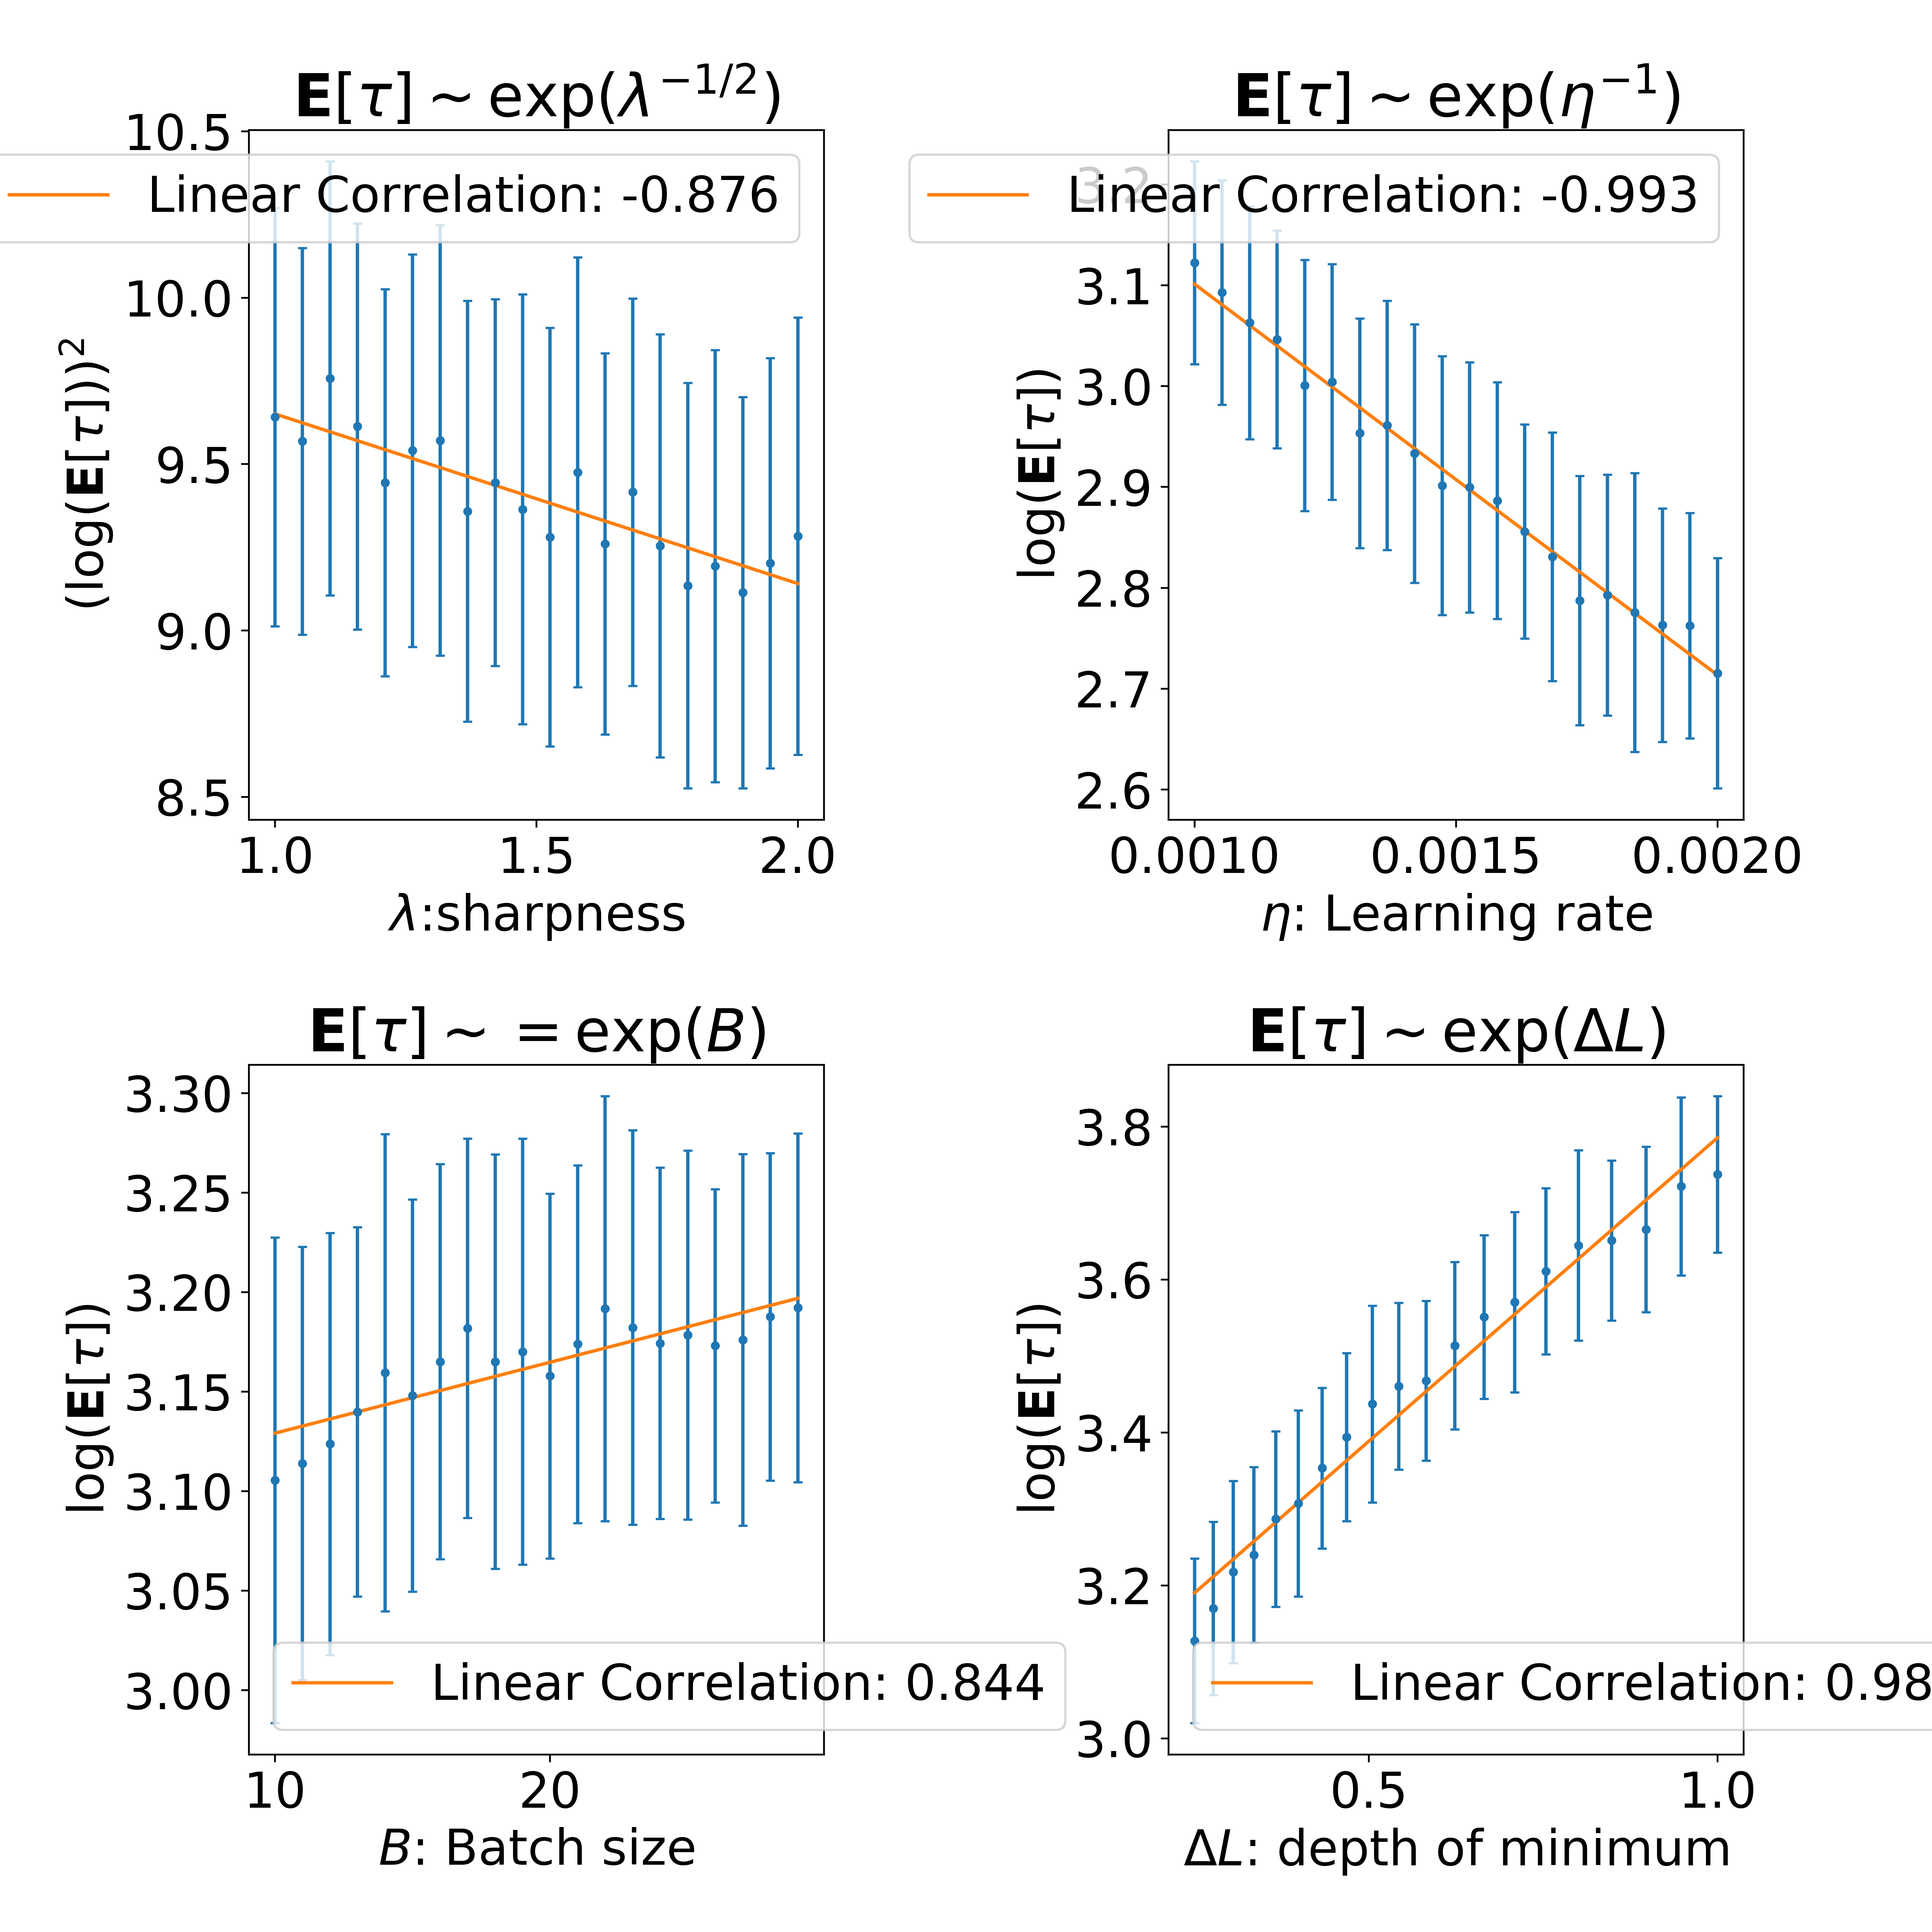 E[τ] ~ exp(λ^{-1/2})
E[τ] ~ exp(η^{-1})
10.5
10.0
9.5
9.0
8.5
(log(E[τ]))²
Linear Correlation: -0.876
1.0 1.5 2.0
λ:sharpness
3.2
3.1
3.0
2.9
2.8
2.7
2.6
log(E[τ])
Linear Correlation: -0.993
0.0010 0.0015 0.0020
η: Learning rate
E[τ] ~ = exp(B)
E[τ] ~ exp(ΔL)
3.30
3.25
3.20
3.15
3.10
3.05
3.00
log(E[τ])
Linear Correlation: 0.844
10 20
B: Batch size
3.8
3.6
3.4
3.2
3.0
log(E[τ])
Linear Correlation: 0.98
0.5 1.0
ΔL: depth of minimum